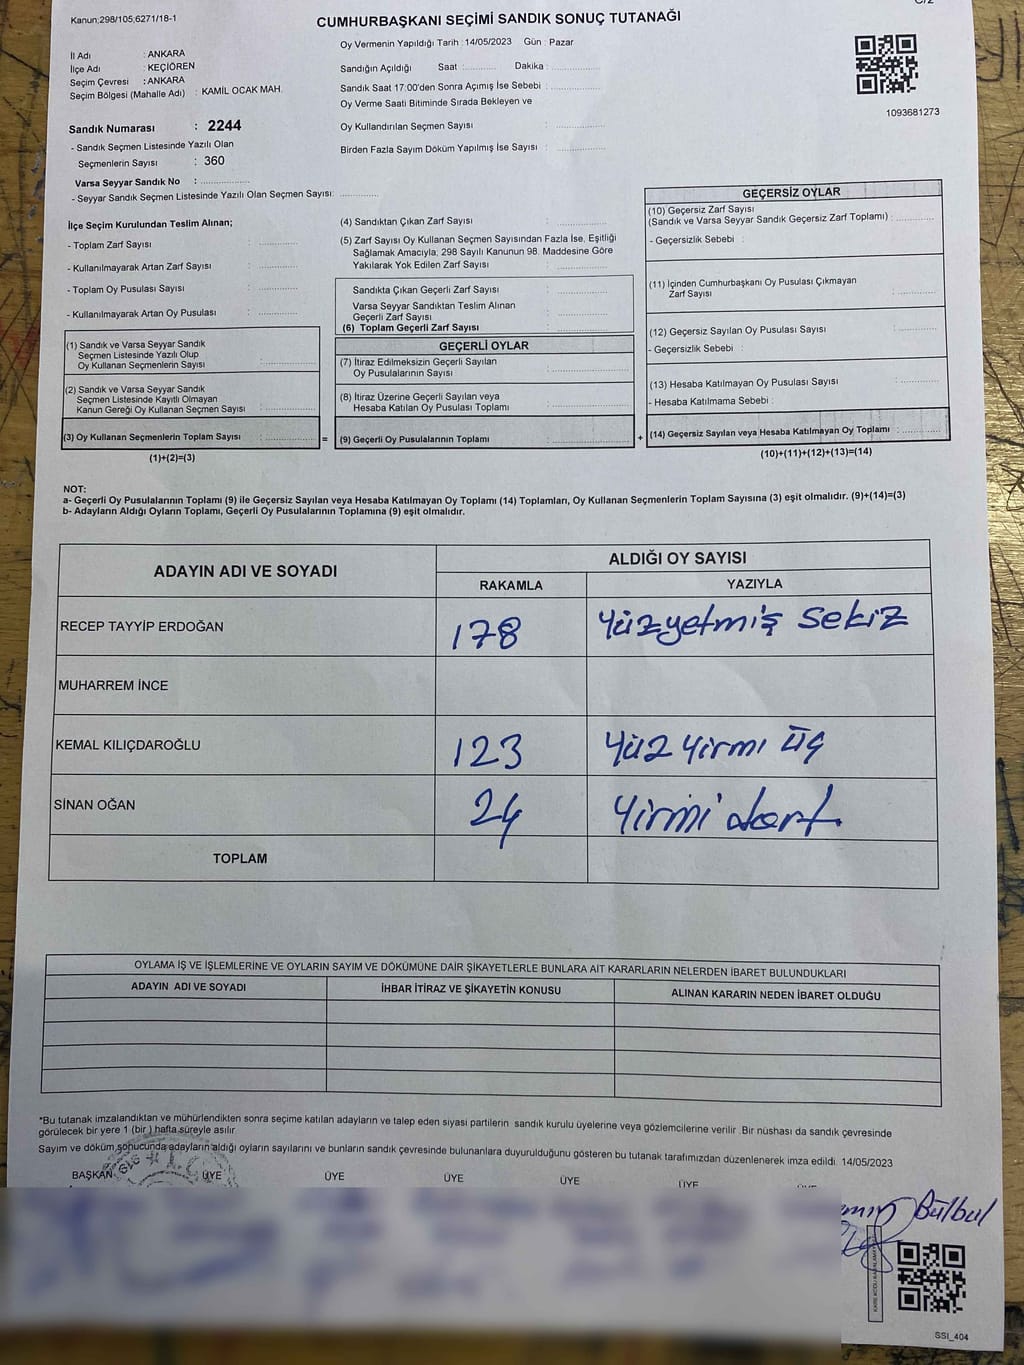 Kanun;298/105,6271/18-1
CUMHURBAŞKANI SEÇİMİ SANDIK SONUÇ TUTANAĞI
İl Adı : ANKARA
İlçe Adı : KEÇİÖREN
Seçim Çevresi : ANKARA
Seçim Bölgesi (Mahalle Adı) : KAMİL OCAK MAH.
Sandık Numarası : 2244
- Sandık Seçmen Listesinde Yazılı Olan
Seçmenlerin Sayısı : 360
Varsa Seyyar Sandık No :
- Seyyar Sandık Seçmen Listesinde Yazılı Olan Seçmen Sayısı:
Oy Vermenin Yapıldığı Tarih : 14/05/2023 Gün : Pazar
Sandığın Açıldığı Saat : Dakika :
Sandık Saat 17:00'den Sonra Açımış İse Sebebi :
Oy Verme Saati Bitiminde Sırada Bekleyen ve
Oy Kullandırılan Seçmen Sayısı :
Birden Fazla Sayım Döküm Yapılmış İse Sayısı :
1093681273
İlçe Seçim Kurulundan Teslim Alınan;
- Toplam Zarf Sayısı :
- Kullanılmayarak Artan Zarf Sayısı :
- Toplam Oy Pusulası Sayısı :
- Kullanılmayarak Artan Oy Pusulası :
(1) Sandık ve Varsa Seyyar Sandık
Seçmen Listesinde Yazılı Olup
Oy Kullanan Seçmenlerin Sayısı :
(2) Sandık ve Varsa Seyyar Sandık
Seçmen Listesinde Kayıtlı Olmayan
Kanun Gereği Oy Kullanan Seçmen Sayısı :
(3) Oy Kullanan Seçmenlerin Toplam Sayısı :
(1)+(2)=(3)
(4) Sandıktan Çıkan Zarf Sayısı :
(5) Zarf Sayısı Oy Kullanan Seçmen Sayısından Fazla İse, Eşitliği
Sağlamak Amacıyla; 298 Sayılı Kanunun 98. Maddesine Göre
Yakılarak Yok Edilen Zarf Sayısı :
Sandıkta Çıkan Geçerli Zarf Sayısı :
Varsa Seyyar Sandıktan Teslim Alınan
Geçerli Zarf Sayısı :
(6) Toplam Geçerli Zarf Sayısı :
GEÇERLİ OYLAR
(7) İtiraz Edilmeksizin Geçerli Sayılan
Oy Pusulalarının Sayısı :
(8) İtiraz Üzerine Geçerli Sayılan veya
Hesaba Katılan Oy Pusulası Toplamı :
= (9) Geçerli Oy Pusulalarının Toplamı :
GEÇERSİZ OYLAR
(10) Geçersiz Zarf Sayısı
(Sandık ve Varsa Seyyar Sandık Geçersiz Zarf Toplamı) :
- Geçersizlik Sebebi :
(11) İçinden Cumhurbaşkanı Oy Pusulası Çıkmayan
Zarf Sayısı :
(12) Geçersiz Sayılan Oy Pusulası Sayısı :
- Geçersizlik Sebebi :
(13) Hesaba Katılmayan Oy Pusulası Sayısı :
- Hesaba Katılmama Sebebi :
+ (14) Geçersiz Sayılan veya Hesaba Katılmayan Oy Toplamı :
(10)+(11)+(12)+(13)=(14)
NOT:
a- Geçerli Oy Pusulalarının Toplamı (9) ile Geçersiz Sayılan veya Hesaba Katılmayan Oy Toplamı (14) Toplamları, Oy Kullanan Seçmenlerin Toplam Sayısına (3) eşit olmalıdır. (9)+(14)=(3)
b- Adayların Aldığı Oyların Toplamı, Geçerli Oy Pusulalarının Toplamına (9) eşit olmalıdır.
ADAYIN ADI VE SOYADI ALDIĞI OY SAYISI
RAKAMLA YAZIYLA
RECEP TAYYİP ERDOĞAN 178 Yüzyetmiş sekiz
MUHARREM İNCE
KEMAL KILIÇDAROĞLU 123 Yüz Yirmi üç
SİNAN OĞAN 24 Yirmi dört
TOPLAM
OYLAMA İŞ VE İŞLEMLERİNE VE OYLARIN SAYIM VE DÖKÜMÜNE DAİR ŞİKAYETLERLE BUNLARA AİT KARARLARIN NELERDEN İBARET BULUNDUKLARI
ADAYIN ADI VE SOYADI İHBAR İTİRAZ VE ŞİKAYETİN KONUSU ALINAN KARARIN NEDEN İBARET OLDUĞU
*Bu tutanak imzalandıktan ve mühürlendikten sonra seçime katılan adayların ve talep eden siyasi partilerin sandık kurulu üyelerine veya gözlemcilerine verilir. Bir nüshası da sandık çevresinde
görülecek bir yere 1 (bir ) hafta süreyle asılır.
Sayım ve döküm sonucunda adayların aldığı oyların sayılarını ve bunların sandık çevresinde bulunanlara duyurulduğunu gösteren bu tutanak tarafımızdan düzenlenerek imza edildi. 14/05/2023
BAŞKAN ÜYE ÜYE ÜYE ÜYE ÜYE
Bülbül
SSI_404